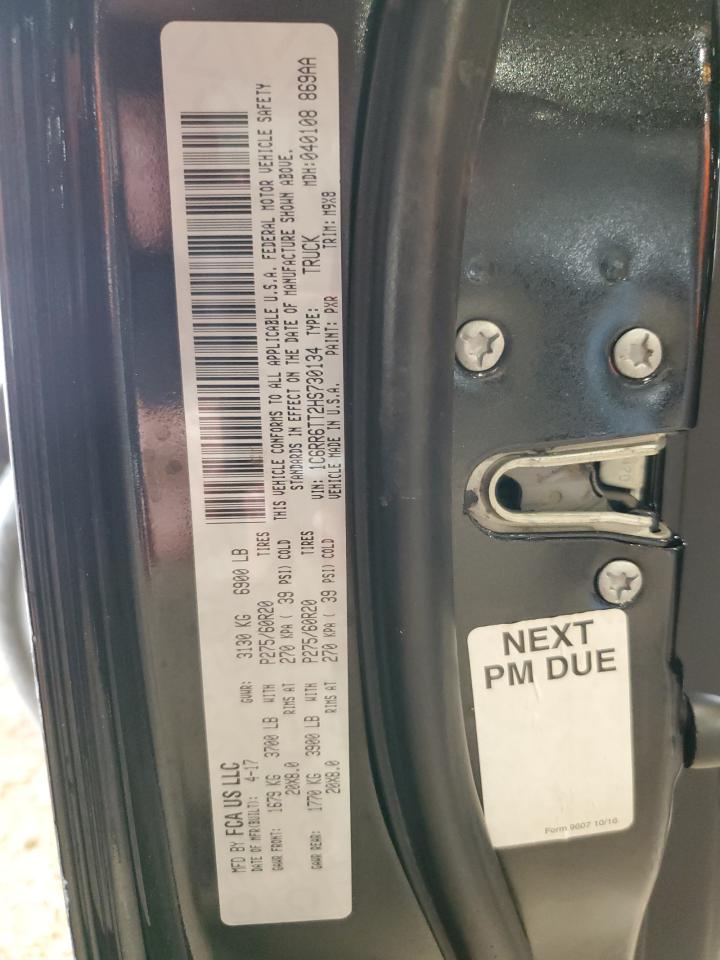 MFD BY FCA US LLC
DATE OF MFR(BUILT): 4-17 GVWR: 3130 KG 6900 LB
GAWR FRONT: 1679 KG 3700 LB WITH P275/60R20 TIRES
20X8.0 RIMS AT 270 KPA ( 39 PSI) COLD
GAWR REAR: 1770 KG 3900 LB WITH P275/60R20 TIRES
20X8.0 RIMS AT 270 KPA ( 39 PSI) COLD
THIS VEHICLE CONFORMS TO ALL APPLICABLE U.S.A. FEDERAL MOTOR VEHICLE SAFETY
STANDARDS IN EFFECT ON THE DATE OF MANUFACTURE SHOWN ABOVE.
VIN: 1C6RR6TT2HS730134 TYPE: TRUCK MDH:040108 869AA
VEHICLE MADE IN U.S.A. PAINT: PXR TRIM: M9X8
NEXT
PM DUE
Form 9607 10/16